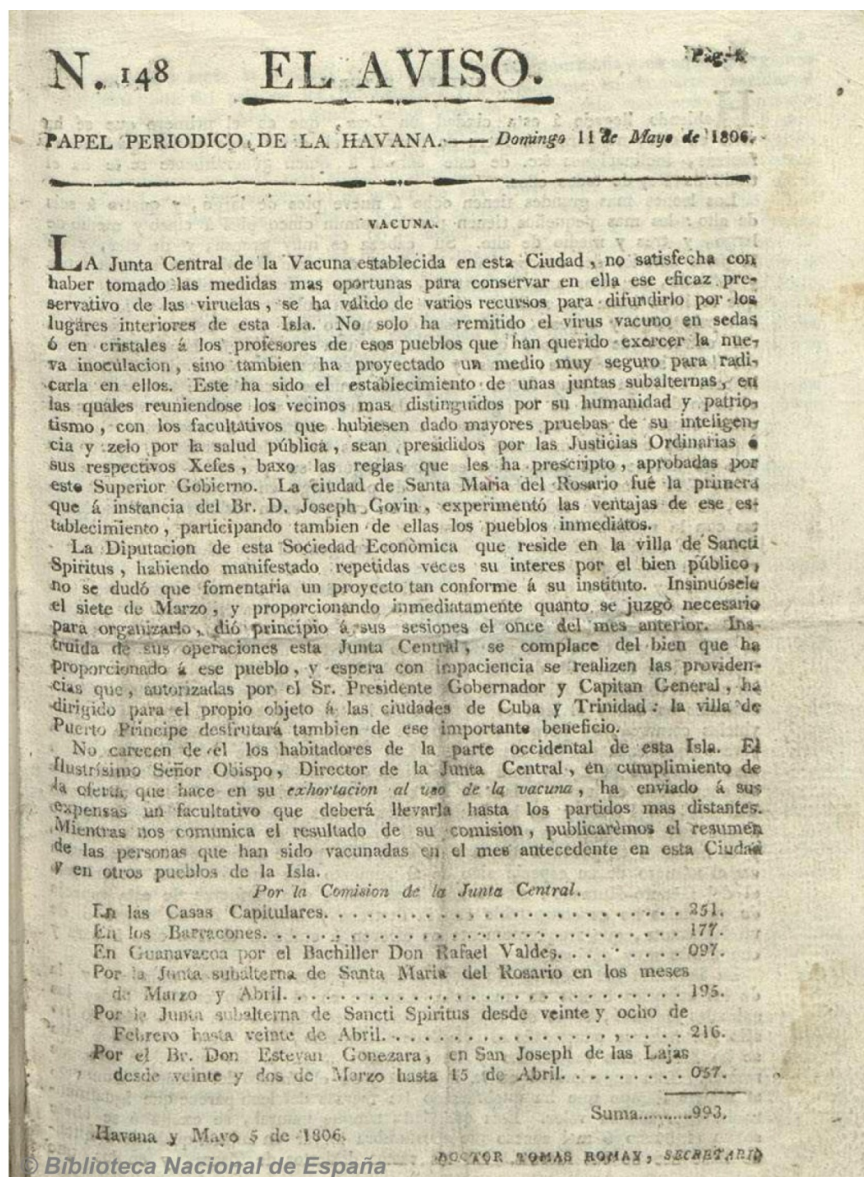 N. 148 EL AVISO. Pág. 1
PAPEL PERIODICO DE LA HAVANA.—— Domingo 11 de Mayo de 1806.
VACUNA.
LA Junta Central de la Vacuna establecida en esta Ciudad, no satisfecha con
haber tomado las medidas mas oportunas para conservar en ella ese eficaz pre-
servativo de las viruelas, se ha válido de varios recursos para difundirlo por los
lugáres interiores de esta Isla. No solo ha remitido el virus vacuno en sedas
ó en cristales á los profesores de esos pueblos que han querido exercer la nue-
va inoculacion, sino tambien ha proyectado un medio muy seguro para radi-
carla en ellos. Este ha sido el establecimiento de unas juntas subalternas, en
las quales reuniendose los vecinos mas distinguidos por su humanidad y patrio-
tismo, con los facultativos que hubiesen dado mayores pruebas de su inteligen-
cia y zelo por la salud pública, sean presididos por las Justicias Ordinarias ó
sus respectivos Xefes, baxo las reglas que les ha prescripto, aprobadas por
este Superior Gobierno. La ciudad de Santa Maria del Rosario fué la primera
que á instancia del Br. D. Joseph Govin, experimentó las ventajas de ese es-
tablecimiento, participando tambien de ellas los pueblos inmediatos.
La Diputacion de esta Sociedad Econòmica que reside en la villa de Sancti
Spiritus, habiendo manifestado repetidas veces su interes por el bien público,
no se dudó que fomentaria un proyecto tan conforme á su instituto. Insinuósele
el siete de Marzo, y proporcionando inmediatamente quanto se juzgó necesario
para organizarlo, dió principio á sus sesiones el once del mes anterior. Ins-
truida de sus operaciones esta Junta Central, se complace del bien que ha
proporcionado á ese pueblo, y espera con impaciencia se realizen las providen-
cias que, autorizadas por el Sr. Presidente Gobernador y Capitan General, ha
dirigido para el propio objeto á las ciudades de Cuba y Trinidad: la villa de
Puerto Principe desfrutará tambien de ese importante beneficio.
No carecen de él los habitadores de la parte occidental de esta Isla. El
Ilustrísimo Señor Obispo, Director de la Junta Central, en cumplimiento de
la oferta que hace en su exhortacion al uso de la vacuna, ha enviado á sus
expensas un facultativo que deberá llevarla hasta los partidos mas distantes.
Mientras nos comunica el resultado de su comision, publicarèmos el resumen
de las personas que han sido vacunadas en el mes antecedente en esta Ciudad
y en otros pueblos de la Isla.
Por la Comision de la Junta Central.
En las Casas Capitulares. . . . . . . . . . . . . . . . . . . . . 251.
En los Barracones. . . . . . . . . . . . . . . . . . . . . . . . . 177.
En Guanavacoa por el Bachiller Don Rafael Valdes. . . . . . . . 097.
Por la Junta subalterna de Santa Maria del Rosario en los meses
de Marzo y Abril. . . . . . . . . . . . . . . . . . . . . . . . 195.
Por la Junta subalterna de Sancti Spiritus desde veinte y ocho de
Febrero hasta veinte de Abril. . . . . . . . . . . . . . . . . . 216.
Por el Br. Don Estevan Gonezara, en San Joseph de las Lajas
desde veinte y dos de Marzo hasta 15 de Abril. . . . . . . . . 057.
Suma..........993.
Havana y Mayo 5 de 1806.
DOCTOR TOMAS ROMAY, SECRETARIO
© Biblioteca Nacional de España